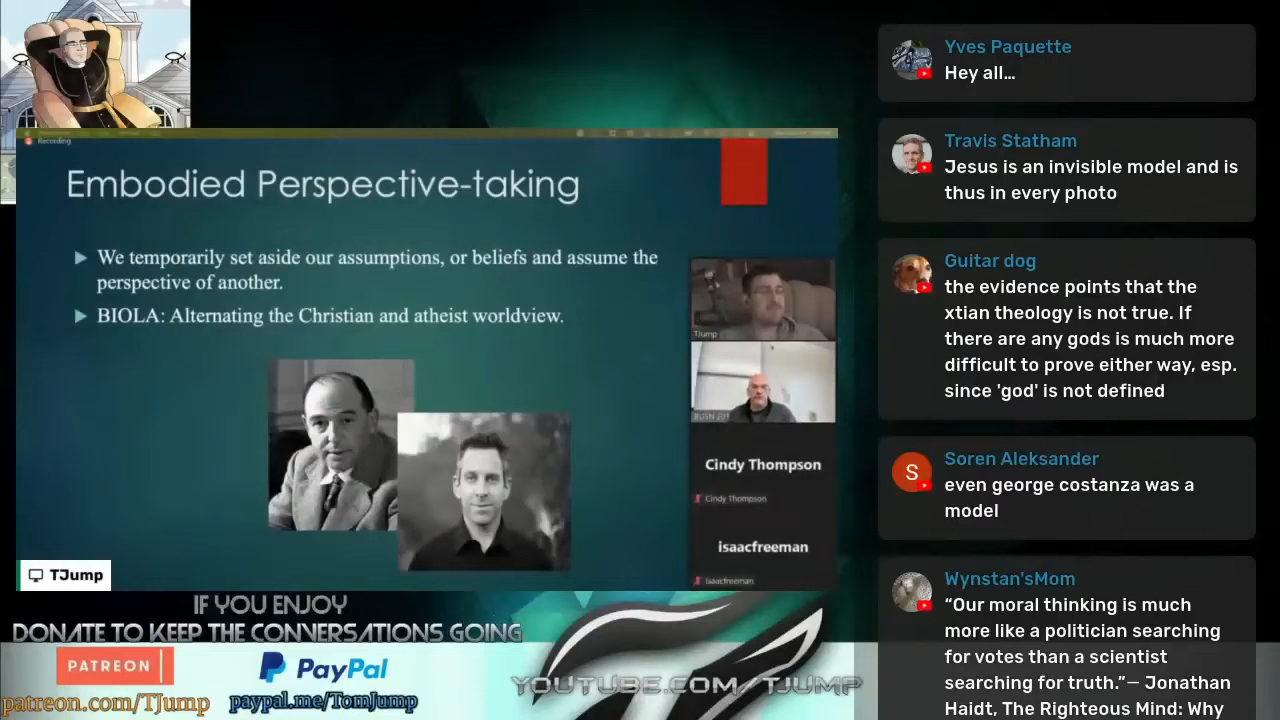 Recording
Embodied Perspective-taking
We temporarily set aside our assumptions, or beliefs and assume the
perspective of another.
BIOLA: Alternating the Christian and atheist worldview.
TJump
Cindy Thompson
Cindy Thompson
isaacfreeman
isaacfreeman
TJump
IF YOU ENJOY
DONATE TO KEEP THE CONVERSATIONS GOING
PATREON
PayPal
patreon.com/TJump
paypal.me/TomJump
YOUTUBE.COM/TJUMP
Yves Paquette
Hey all...
Travis Statham
Jesus is an invisible model and is
thus in every photo
Guitar dog
the evidence points that the
xtian theology is not true. If
there are any gods is much more
difficult to prove either way, esp.
since 'god' is not defined
S
Soren Aleksander
even george costanza was a
model
Wynstan'sMom
“Our moral thinking is much
more like a politician searching
for votes than a scientist
searching for truth.”— Jonathan
Haidt, The Righteous Mind: Why